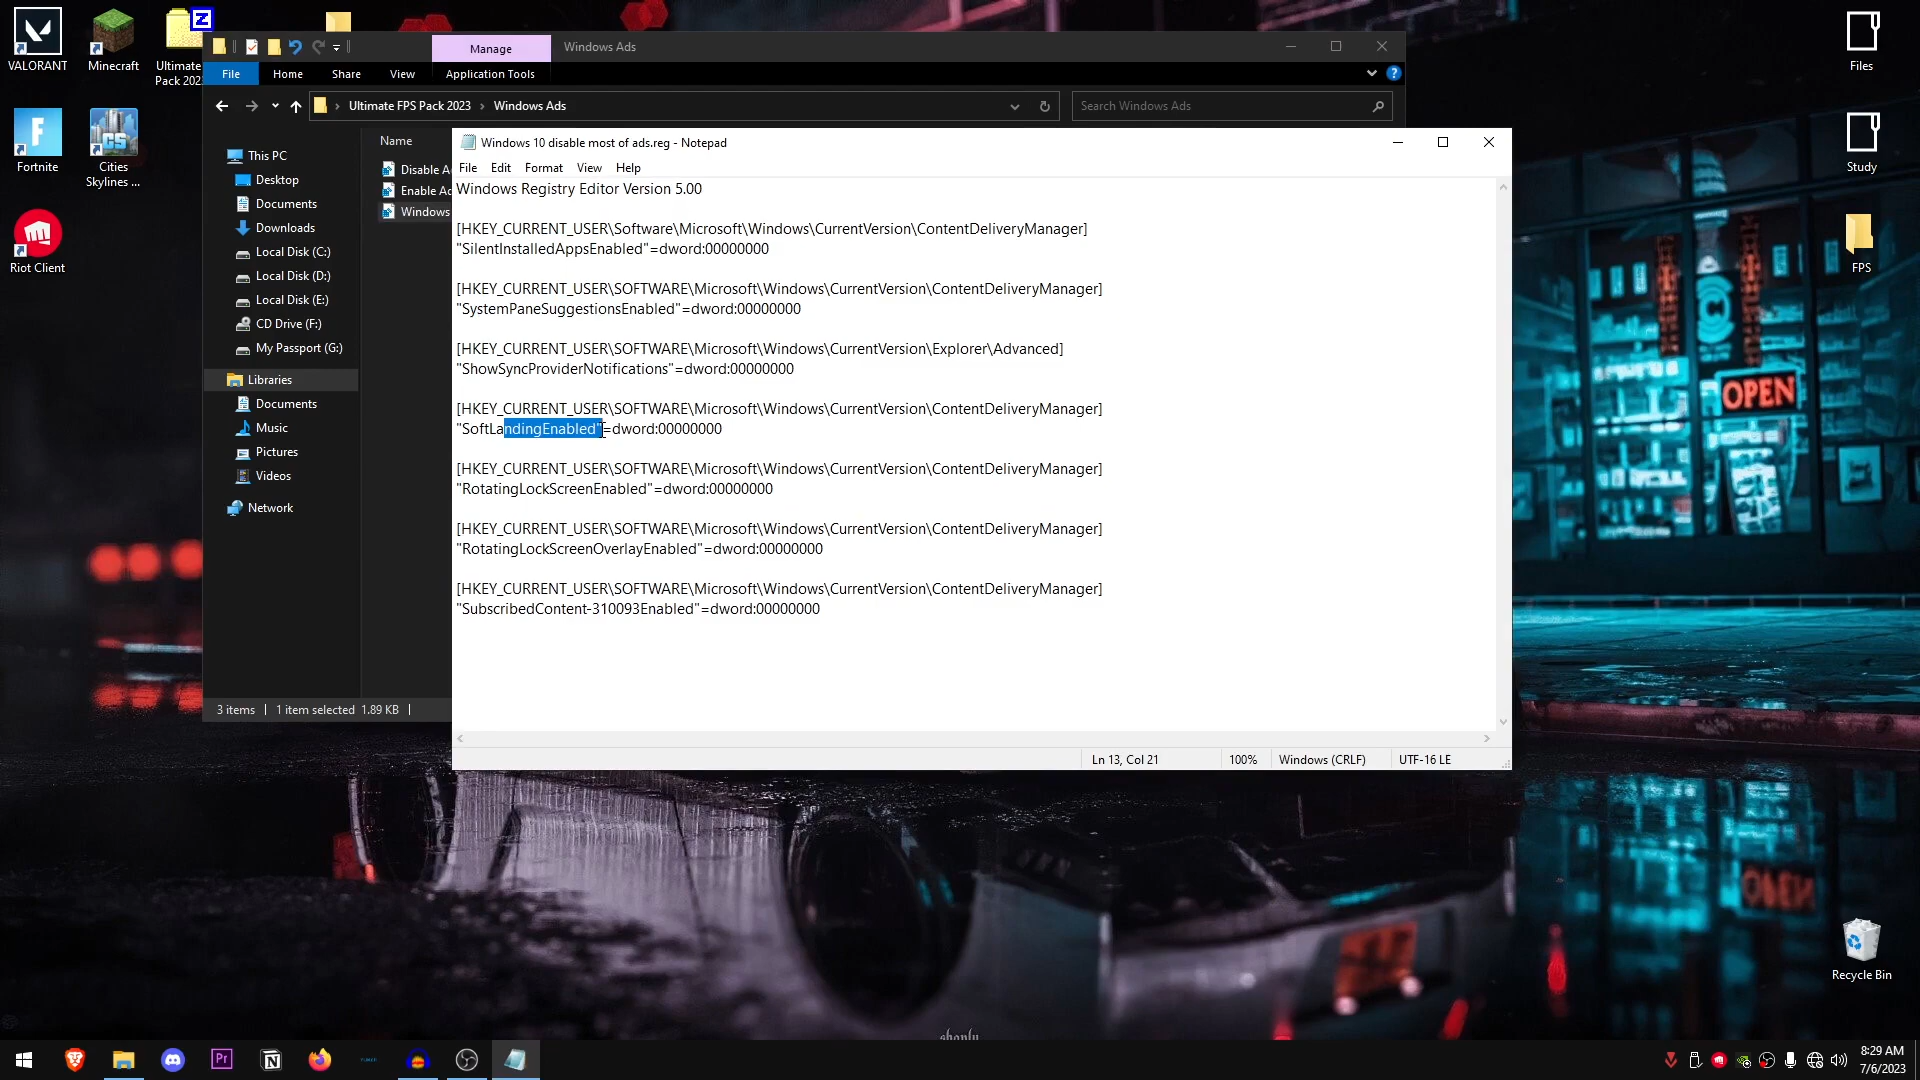 VALORANT
Minecraft
Ultimate
Pack 202
Fortnite
Cities
Skylines ...
Riot Client
Files
Study
FPS
Recycle Bin
Manage
Windows Ads
File
Home
Share
View
Application Tools
Ultimate FPS Pack 2023 › Windows Ads
Search Windows Ads
This PC
Desktop
Documents
Downloads
Local Disk (C:)
Local Disk (D:)
Local Disk (E:)
CD Drive (F:)
My Passport (G:)
Libraries
Documents
Music
Pictures
Videos
Network
Name
Disable A
Enable Ac
Windows
3 items
1 item selected 1.89 KB
Windows 10 disable most of ads.reg - Notepad
File Edit Format View Help
Windows Registry Editor Version 5.00
[HKEY_CURRENT_USER\Software\Microsoft\Windows\CurrentVersion\ContentDeliveryManager]
"SilentInstalledAppsEnabled"=dword:00000000
[HKEY_CURRENT_USER\SOFTWARE\Microsoft\Windows\CurrentVersion\ContentDeliveryManager]
"SystemPaneSuggestionsEnabled"=dword:00000000
[HKEY_CURRENT_USER\SOFTWARE\Microsoft\Windows\CurrentVersion\Explorer\Advanced]
"ShowSyncProviderNotifications"=dword:00000000
[HKEY_CURRENT_USER\SOFTWARE\Microsoft\Windows\CurrentVersion\ContentDeliveryManager]
"SoftLandingEnabled"=dword:00000000
[HKEY_CURRENT_USER\SOFTWARE\Microsoft\Windows\CurrentVersion\ContentDeliveryManager]
"RotatingLockScreenEnabled"=dword:00000000
[HKEY_CURRENT_USER\SOFTWARE\Microsoft\Windows\CurrentVersion\ContentDeliveryManager]
"RotatingLockScreenOverlayEnabled"=dword:00000000
[HKEY_CURRENT_USER\SOFTWARE\Microsoft\Windows\CurrentVersion\ContentDeliveryManager]
"SubscribedContent-310093Enabled"=dword:00000000
Ln 13, Col 21
100%
Windows (CRLF)
UTF-16 LE
OPEN
8:29 AM
7/6/2023